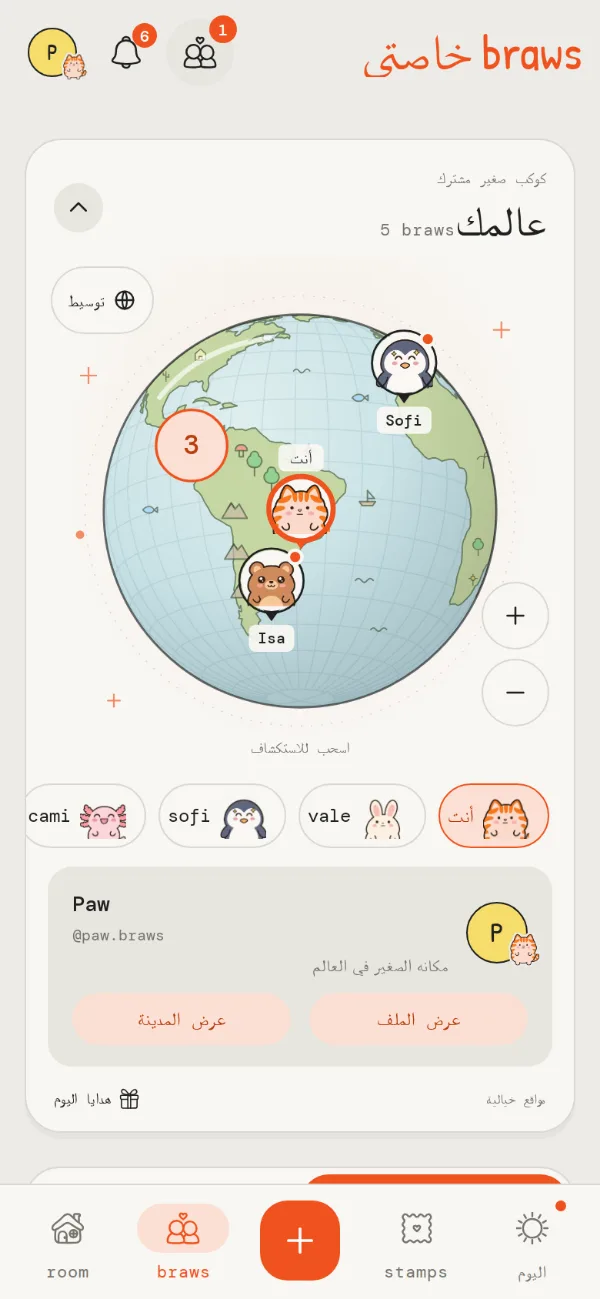 braws خاصتي
P
6
1
كوكب صغير مشترك
عالمك
5 braws
توسيط
Sofi
3
أنت
Isa
اسحب للاستكشاف
أنت
vale
sofi
cami
Paw
@paw.braws
P
مكانه الصغير في العالم
عرض الملف
عرض المدينة
مواقع خيالية
هدايا اليوم
room
braws
stamps
اليوم